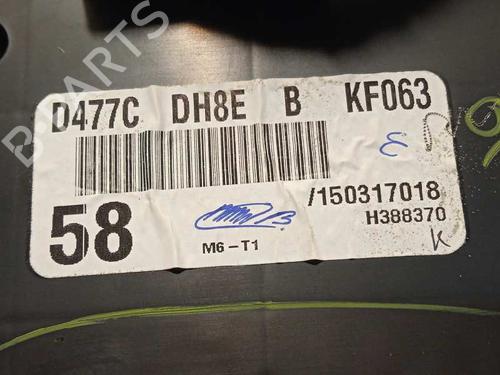 B-PARTS
D477C DH8E B KF063
ε
/150317018
58
H388370
M6-T1
K